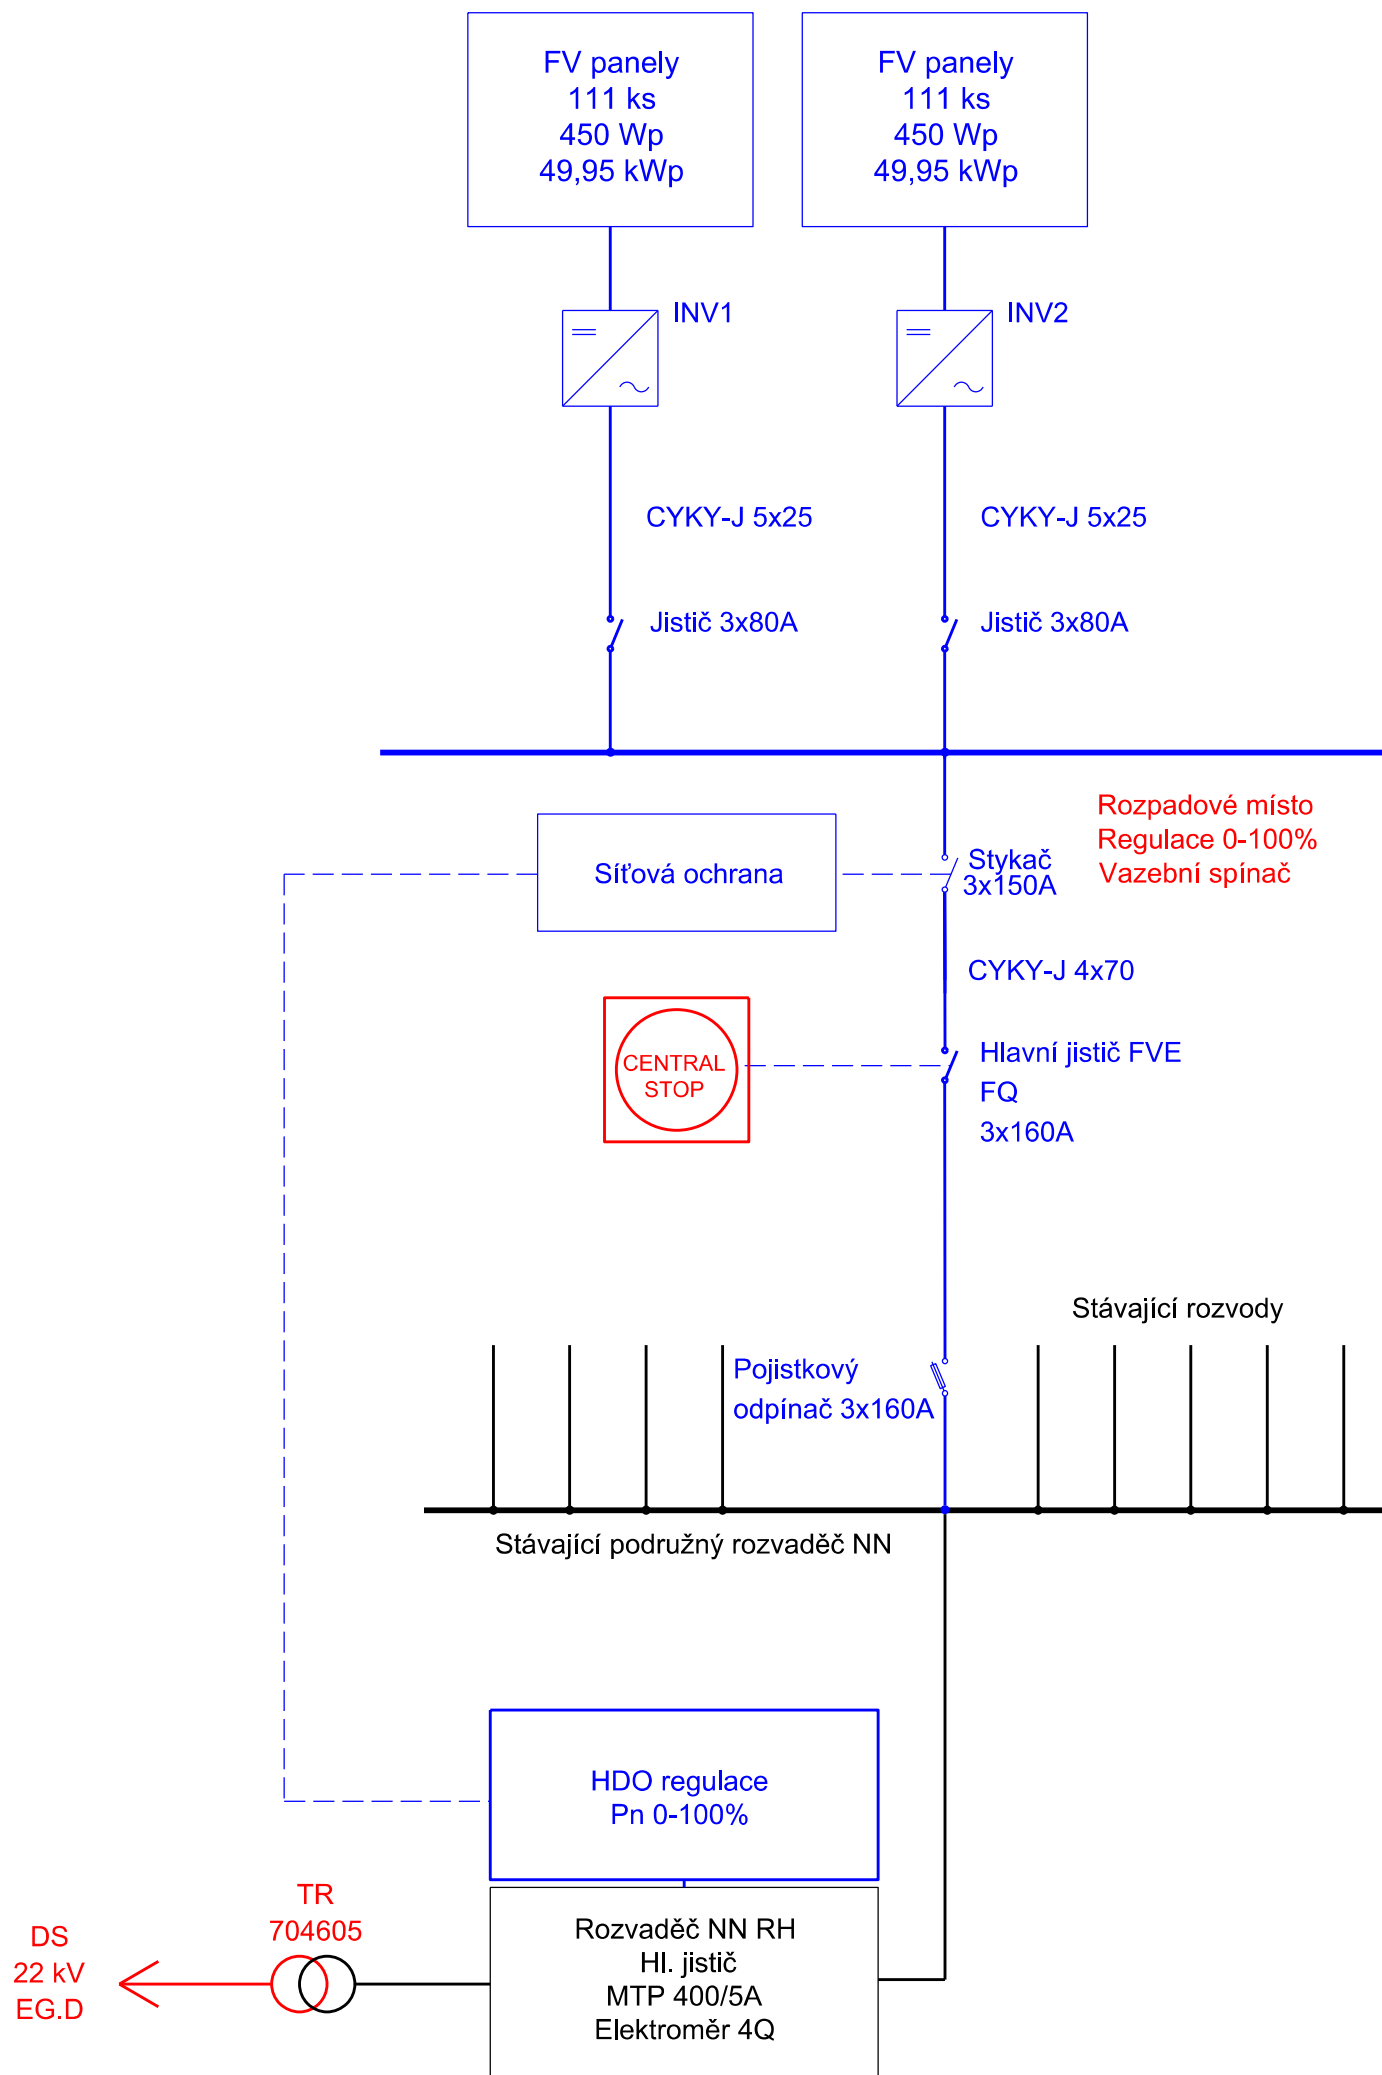 FV panely
111 ks
450 Wp
49,95 kWp
FV panely
111 ks
450 Wp
49,95 kWp
INV1
INV2
CYKY-J 5x25
CYKY-J 5x25
Jistič 3x80A
Jistič 3x80A
Rozpadové místo
Regulace 0-100%
Vazební spínač
Síťová ochrana
Stykač
3x150A
CYKY-J 4x70
CENTRAL
STOP
Hlavní jistič FVE
FQ
3x160A
Stávající rozvody
Pojistkový
odpínač 3x160A
Stávající podružný rozvaděč NN
HDO regulace
Pn 0-100%
TR
704605
DS
22 kV
EG.D
Rozvaděč NN RH
Hl. jistič
MTP 400/5A
Elektroměr 4Q